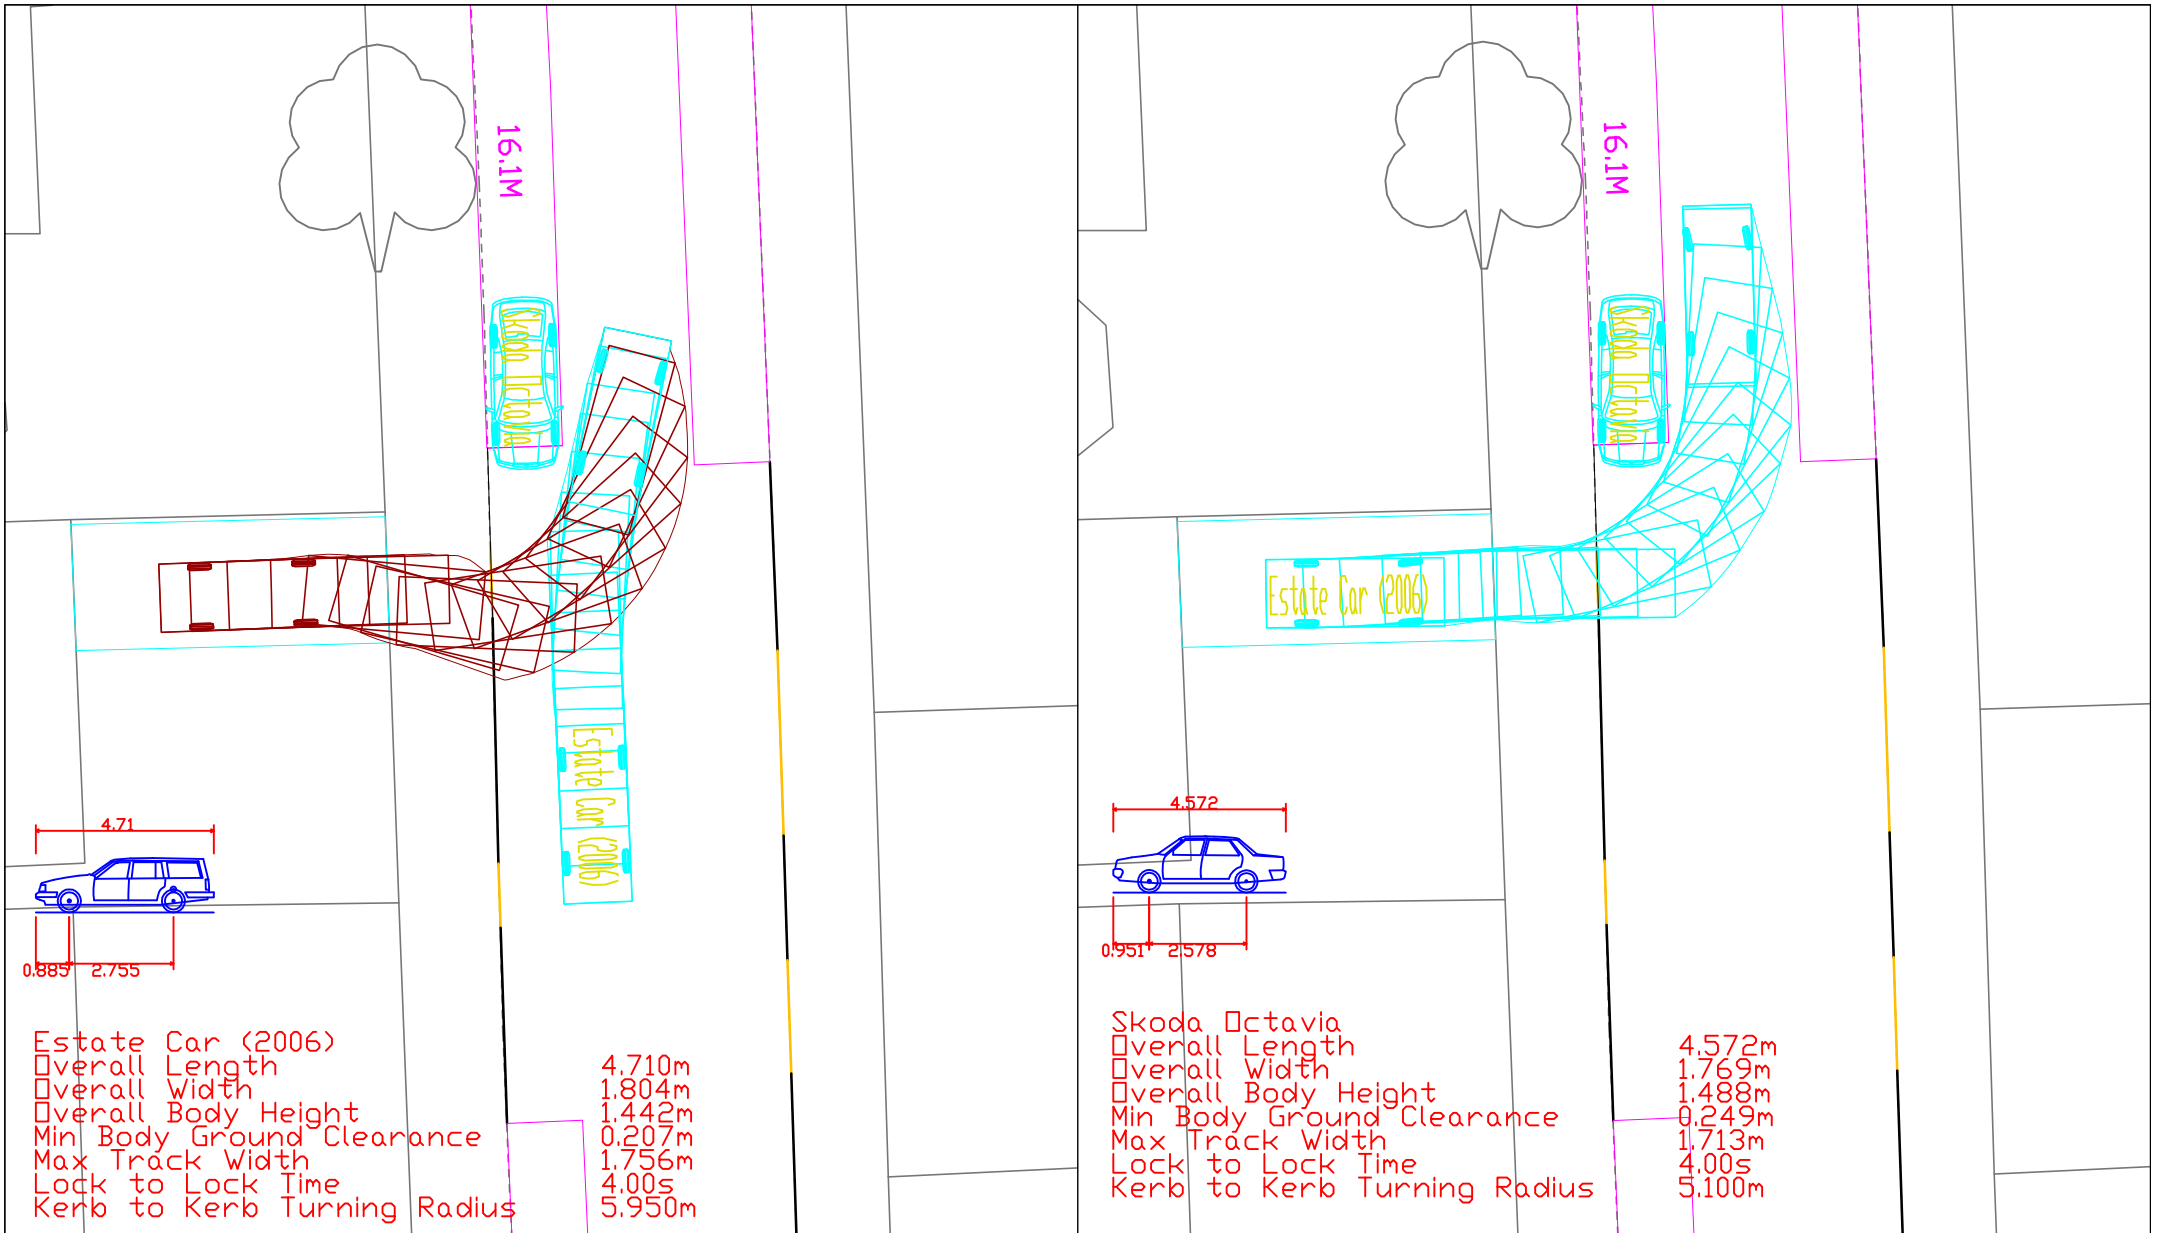 16.1M
Skoda Octavia
Estate Car (2006)
4.71
0.885 2.755
Estate Car (2006)
Overall Length 4.710m
Overall Width 1.804m
Overall Body Height 1.442m
Min Body Ground Clearance 0.207m
Max Track Width 1.756m
Lock to Lock Time 4.00s
Kerb to Kerb Turning Radius 5.950m
16.1M
Skoda Octavia
Estate Car (2006)
4.572
0.951 2.578
Skoda Octavia
Overall Length 4.572m
Overall Width 1.769m
Overall Body Height 1.488m
Min Body Ground Clearance 0.249m
Max Track Width 1.713m
Lock to Lock Time 4.00s
Kerb to Kerb Turning Radius 5.100m